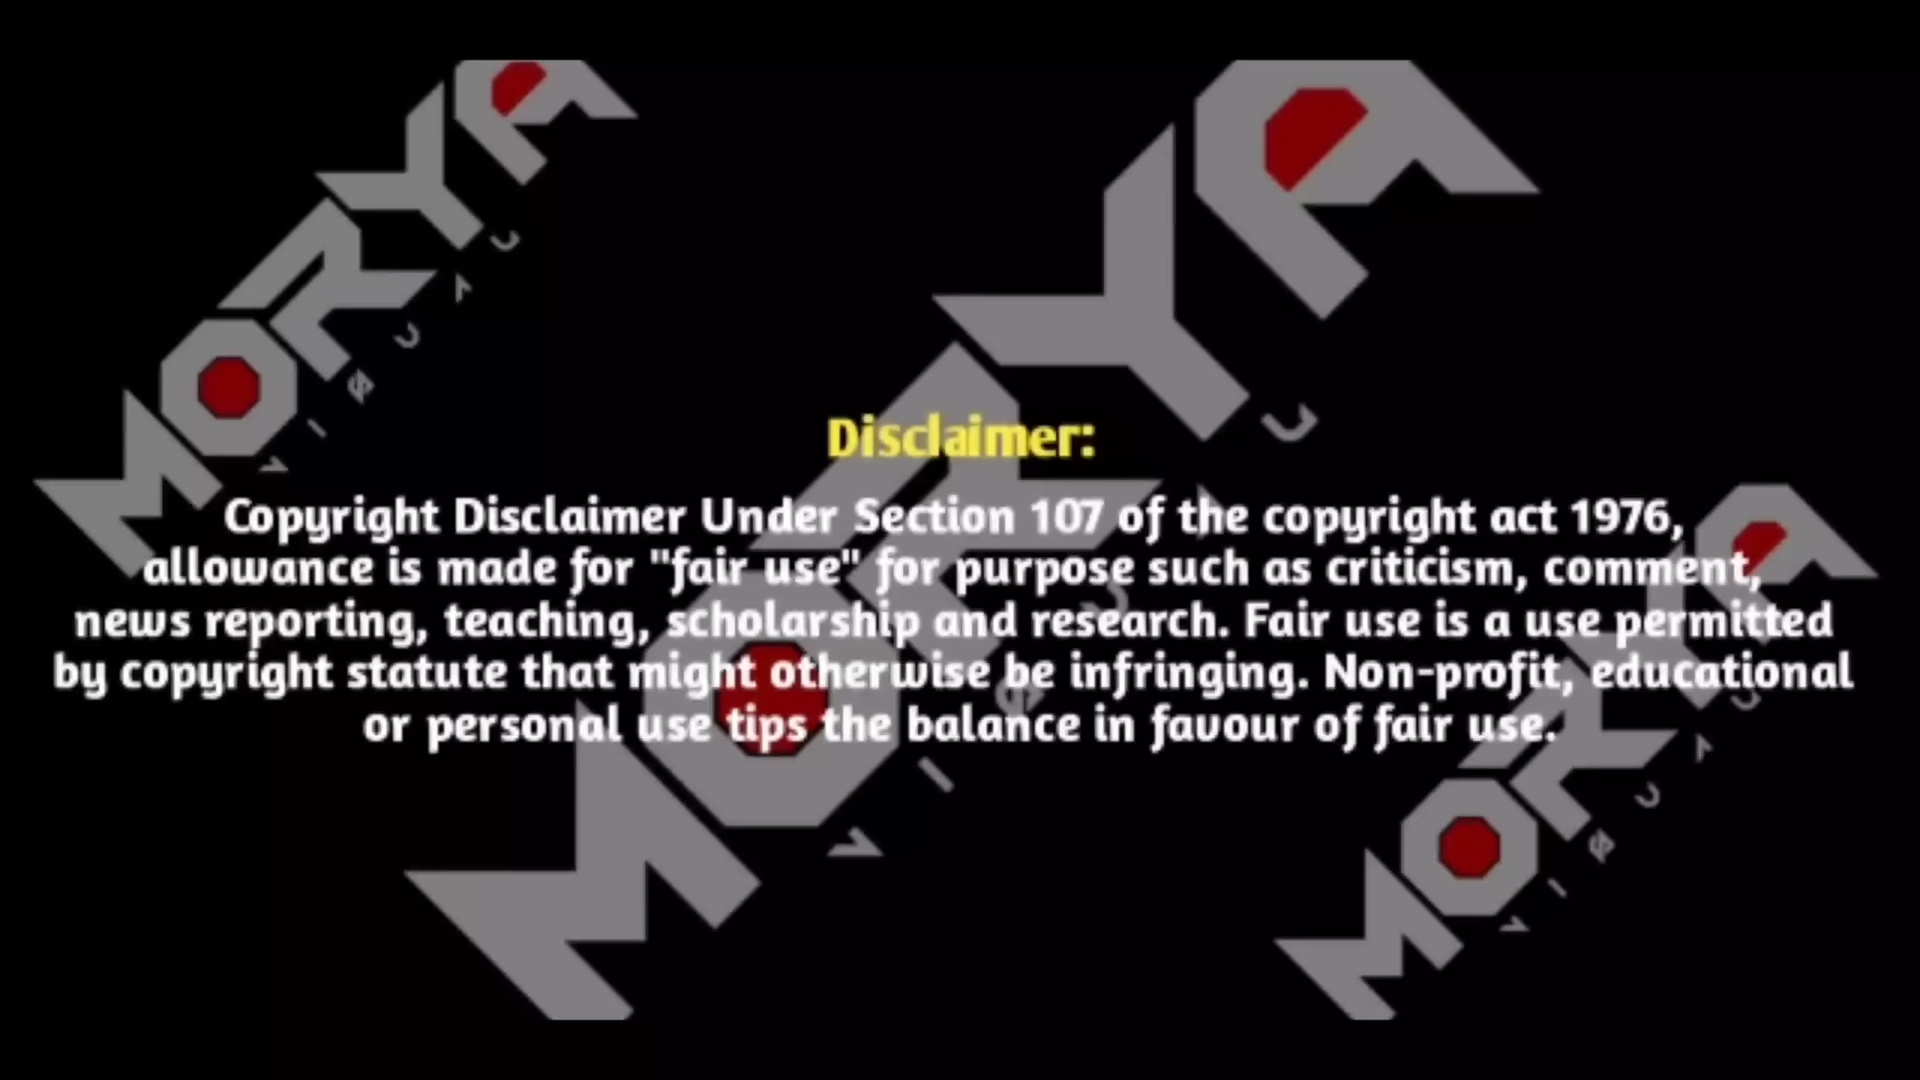 MORYA
MORYA
Disclaimer:
Copyright Disclaimer Under Section 107 of the copyright act 1976,
allowance is made for "fair use" for purpose such as criticism, comment,
news reporting, teaching, scholarship and research. Fair use is a use permitted
by copyright statute that might otherwise be infringing. Non-profit, educational
or personal use tips the balance in favour of fair use.
MORYA